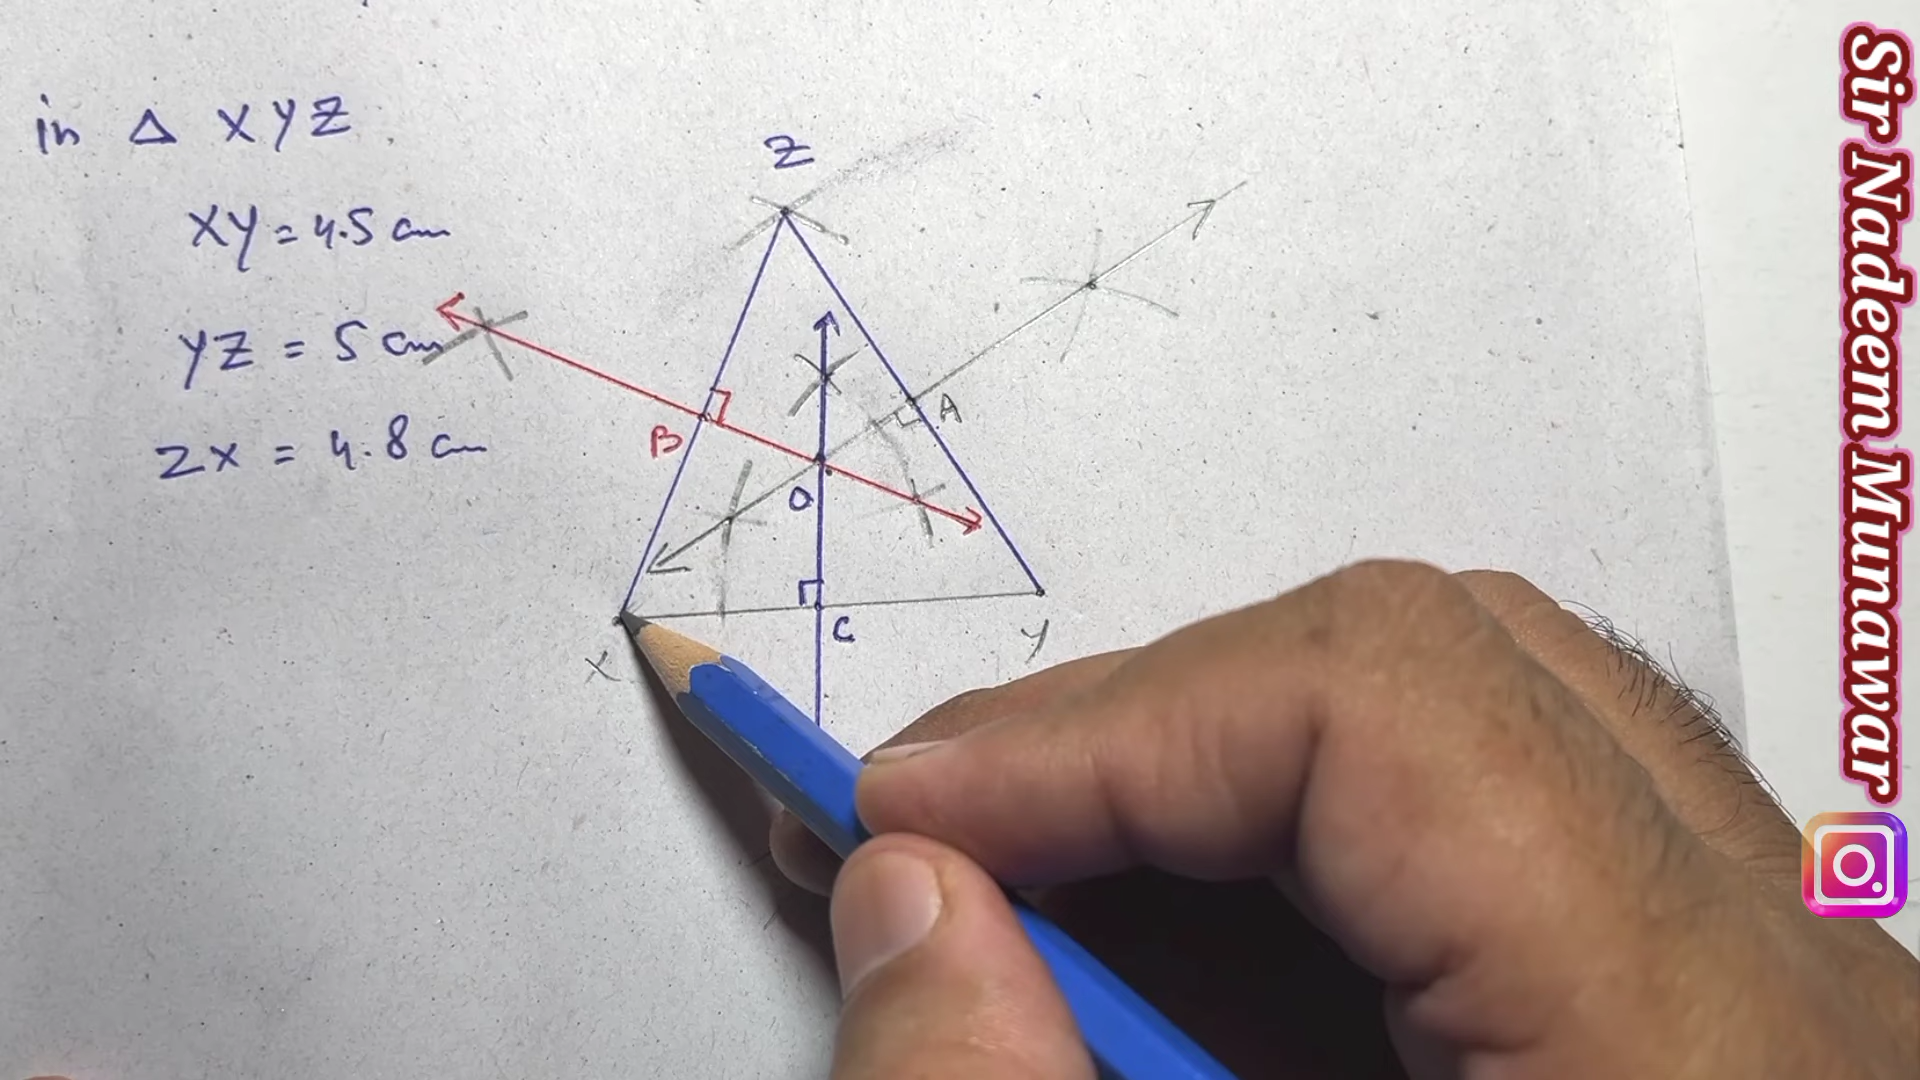 in Δ XYZ
XY = 4.5 cm
YZ = 5 cm
ZX = 4.8 cm
Z
A
B
O
C
X
Y
Sir Nadeem Munawar